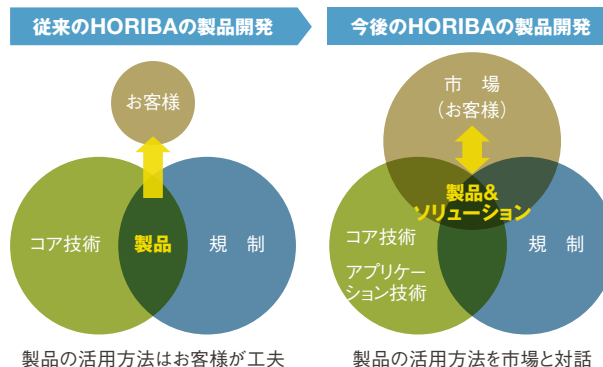 従来のHORIBAの製品開発
お客様
コア技術
製品
規 制
製品の活用方法はお客様が工夫
今後のHORIBAの製品開発
市 場
(お客様)
製品&
ソリューション
コア技術
アプリケー
ション技術
規 制
製品の活用方法を市場と対話